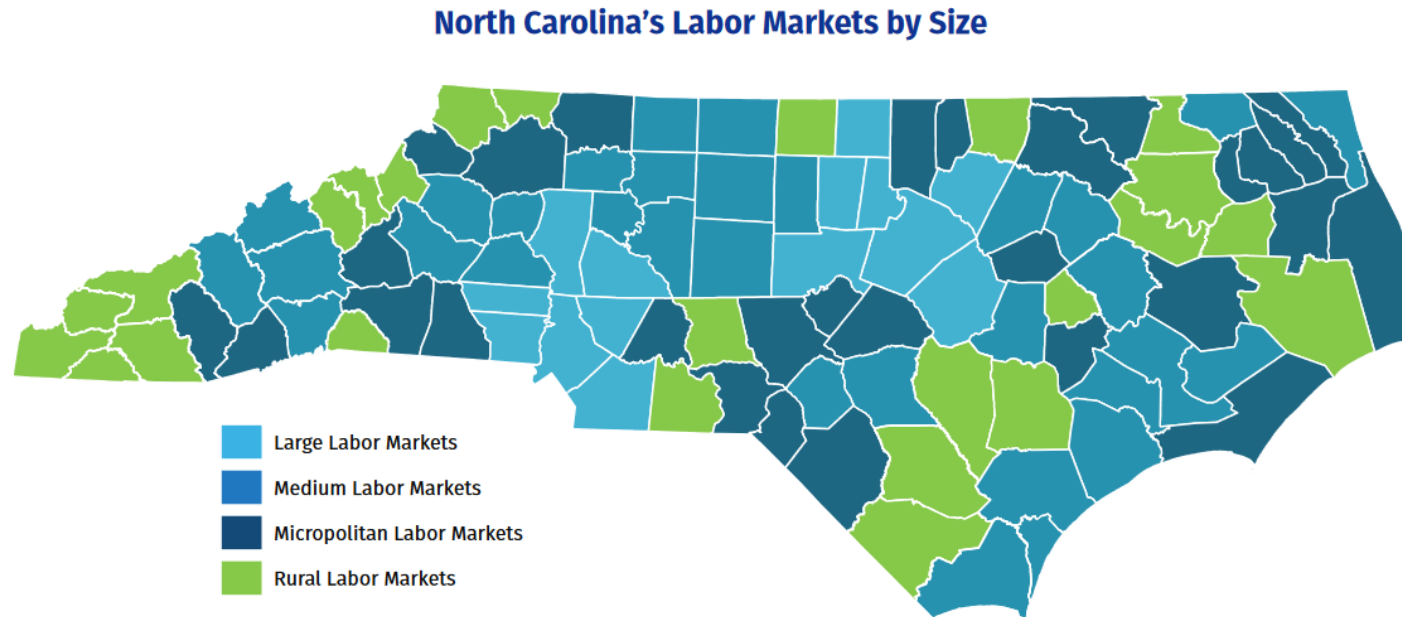 North Carolina’s Labor Markets by Size
Large Labor Markets
Medium Labor Markets
Micropolitan Labor Markets
Rural Labor Markets